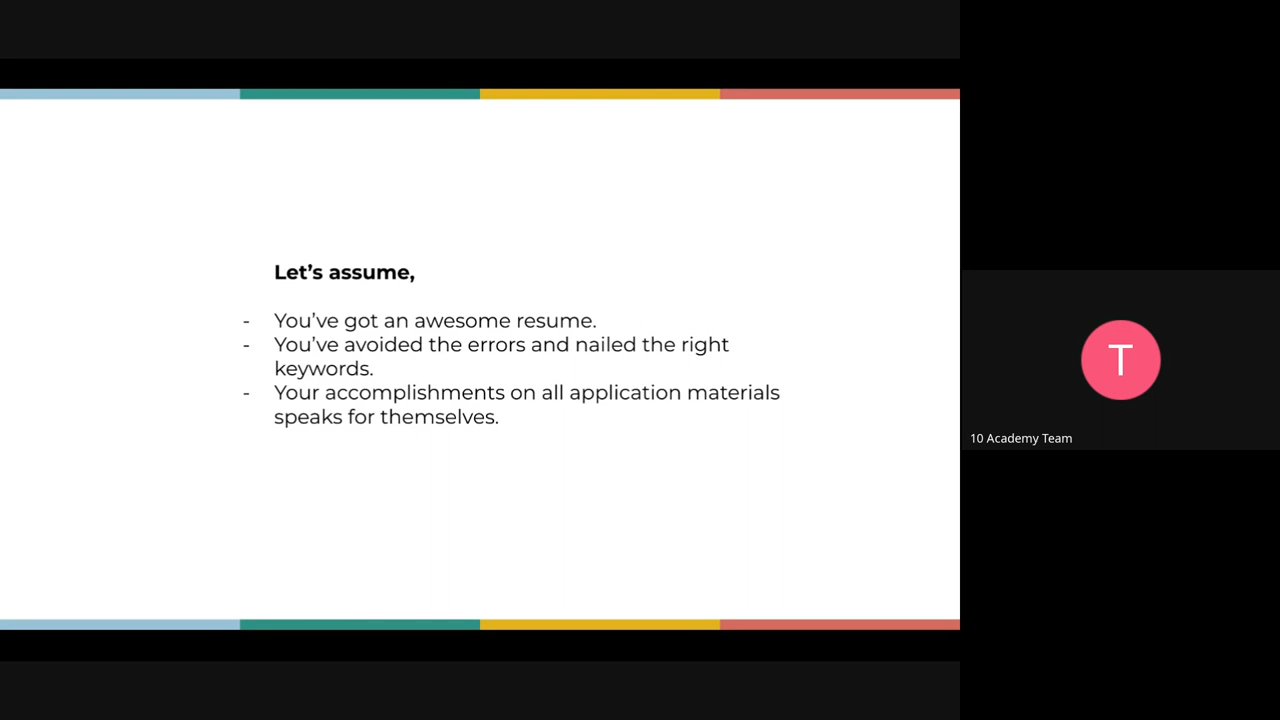 Let’s assume,
- You’ve got an awesome resume.
- You’ve avoided the errors and nailed the right
keywords.
- Your accomplishments on all application materials
speaks for themselves.
T
10 Academy Team